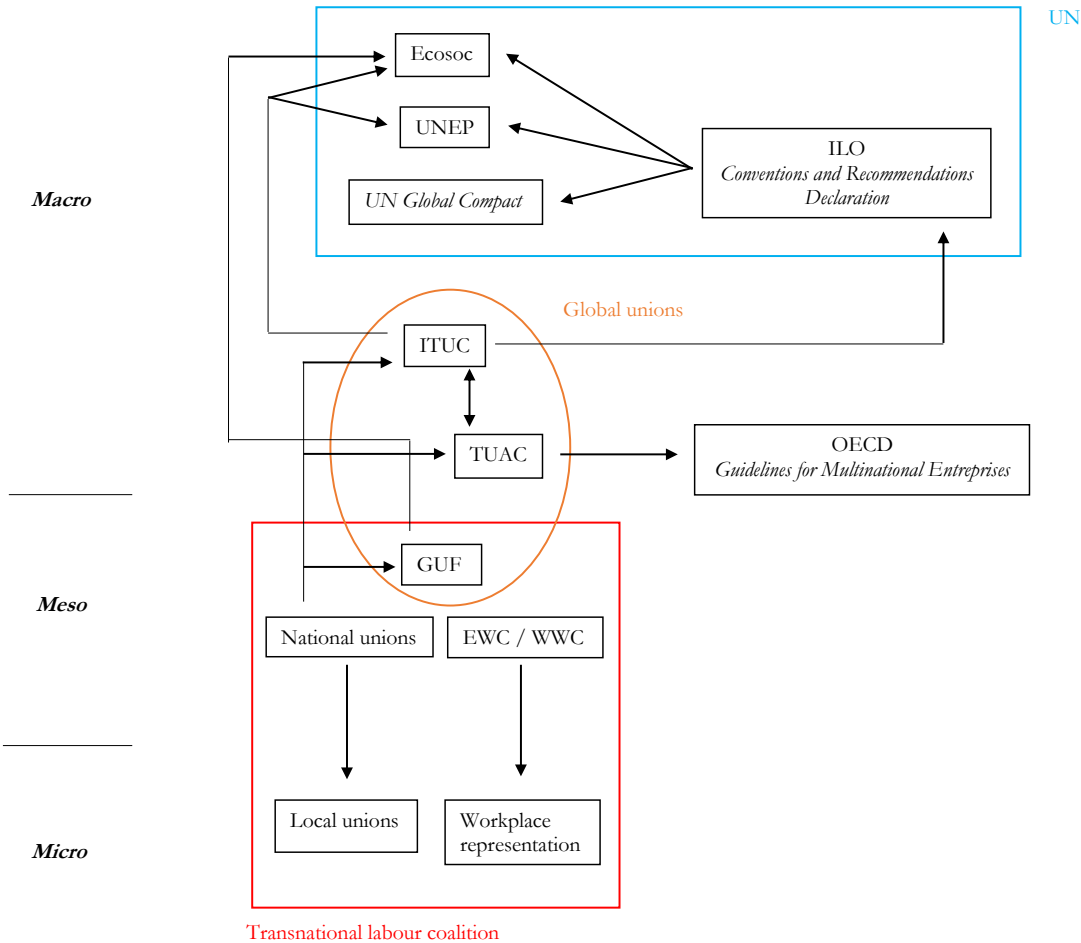 UN
Ecosoc
UNEP
ILO
Conventions and Recommendations
Declaration
UN Global Compact
Macro
Global unions
ITUC
TUAC
OECD
Guidelines for Multinational Entreprises
GUF
Meso
National unions
EWC / WWC
Local unions
Workplace
representation
Micro
Transnational labour coalition